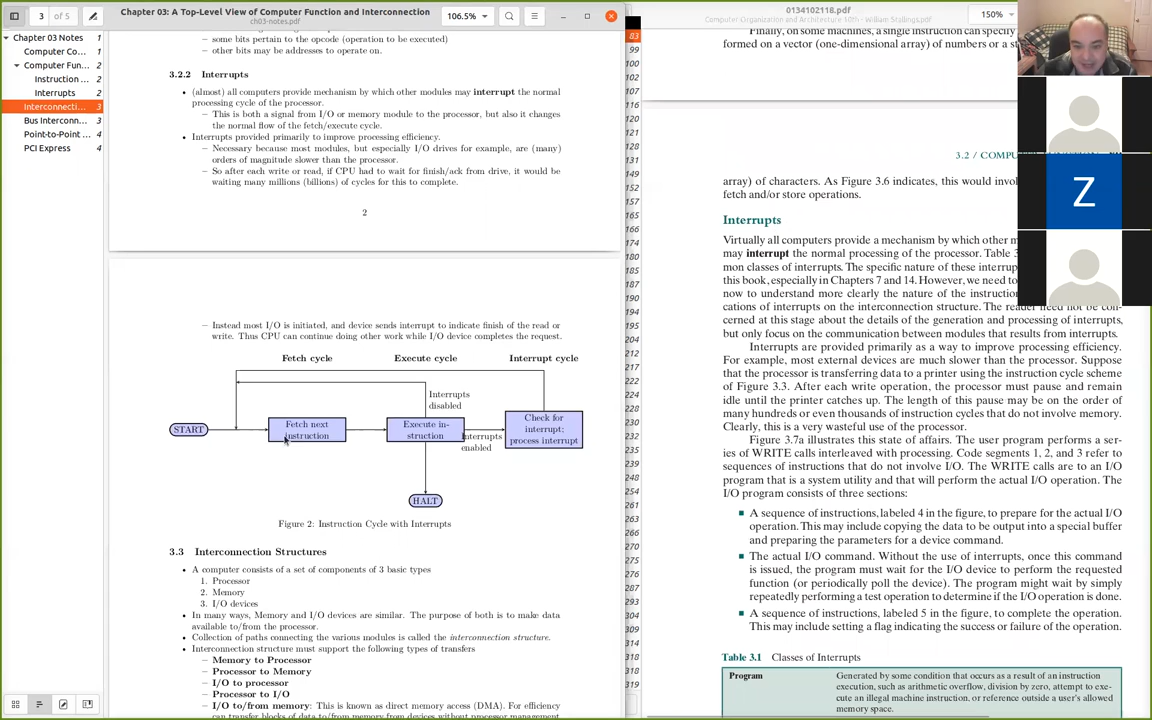 3 of 5
Chapter 03: A Top-Level View of Computer Function and Interconnection
ch03-notes.pdf
106.5%
Chapter 03 Notes 1
Computer Co... 1
Computer Fun... 2
Instruction ... 2
Interrupts 2
Interconnecti... 3
Bus Interconn... 3
Point-to-Point ... 4
PCI Express 4
– some bits pertain to the opcode (operation to be executed)
– other bits may be addresses to operate on.
3.2.2 Interrupts
• (almost) all computers provide mechanism by which other modules may interrupt the normal
processing cycle of the processor.
– This is both a signal from I/O or memory module to the processor, but also it changes
the normal flow of the fetch/execute cycle.
• Interrupts provided primarily to improve processing efficiency.
– Necessary because most modules, but especially I/O drives for example, are (many)
orders of magnitude slower than the processor.
– So after each write or read, if CPU had to wait for finish/ack from drive, it would be
waiting many millions (billions) of cycles for this to complete.
2
– Instead most I/O is initiated, and device sends interrupt to indicate finish of the read or
write. Thus CPU can continue doing other work while I/O device completes the request.
Fetch cycle Execute cycle Interrupt cycle
Interrupts
disabled
START
Fetch next
instruction
Execute in-
struction
Interrupts
enabled
Check for
interrupt;
process interrupt
HALT
Figure 2: Instruction Cycle with Interrupts
3.3 Interconnection Structures
• A computer consists of a set of components of 3 basic types
1. Processor
2. Memory
3. I/O devices
• In many ways, Memory and I/O devices are similar. The purpose of both is to make data
available to/from the processor.
• Collection of paths connecting the various modules is called the interconnection structure.
• Interconnection structure must support the following types of transfers
– Memory to Processor
– Processor to Memory
– I/O to processor
– Processor to I/O
– I/O to/from memory: This is known as direct memory access (DMA). For efficiency
can transfer blocks of data to/from memory from devices without processor management
0134102118.pdf
Computer Organization and Architecture 10th - William Stallings
150%
83
99
100
102
107
116
120
121
128
131
149
152
157
165
174
180
185
187
190
194
195
204
212
217
222
228
230
232
235
239
248
254
261
263
266
270
275
276
287
293
304
309
314
318
319
Finally, on some machines, a single instruction can specify
formed on a vector (one-dimensional array) of numbers or a st
3.2 / COMPU
array) of characters. As Figure 3.6 indicates, this would invol
fetch and/or store operations.
Interrupts
Virtually all computers provide a mechanism by which other m
may interrupt the normal processing of the processor. Table 3
mon classes of interrupts. The specific nature of these interrup
this book, especially in Chapters 7 and 14. However, we need to
now to understand more clearly the nature of the instruction
cations of interrupts on the interconnection structure. The reader need not be con-
cerned at this stage about the details of the generation and processing of interrupts,
but only focus on the communication between modules that results from interrupts.
Interrupts are provided primarily as a way to improve processing efficiency.
For example, most external devices are much slower than the processor. Suppose
that the processor is transferring data to a printer using the instruction cycle scheme
of Figure 3.3. After each write operation, the processor must pause and remain
idle until the printer catches up. The length of this pause may be on the order of
many hundreds or even thousands of instruction cycles that do not involve memory.
Clearly, this is a very wasteful use of the processor.
Figure 3.7a illustrates this state of affairs. The user program performs a ser-
ies of WRITE calls interleaved with processing. Code segments 1, 2, and 3 refer to
sequences of instructions that do not involve I/O. The WRITE calls are to an I/O
program that is a system utility and that will perform the actual I/O operation. The
I/O program consists of three sections:
■ A sequence of instructions, labeled 4 in the figure, to prepare for the actual I/O
operation. This may include copying the data to be output into a special buffer
and preparing the parameters for a device command.
■ The actual I/O command. Without the use of interrupts, once this command
is issued, the program must wait for the I/O device to perform the requested
function (or periodically poll the device). The program might wait by simply
repeatedly performing a test operation to determine if the I/O operation is done.
■ A sequence of instructions, labeled 5 in the figure, to complete the operation.
This may include setting a flag indicating the success or failure of the operation.
Table 3.1 Classes of Interrupts
Program Generated by some condition that occurs as a result of an instruction
execution, such as arithmetic overflow, division by zero, attempt to exe-
cute an illegal machine instruction, or reference outside a user's allowed
memory space.
Z